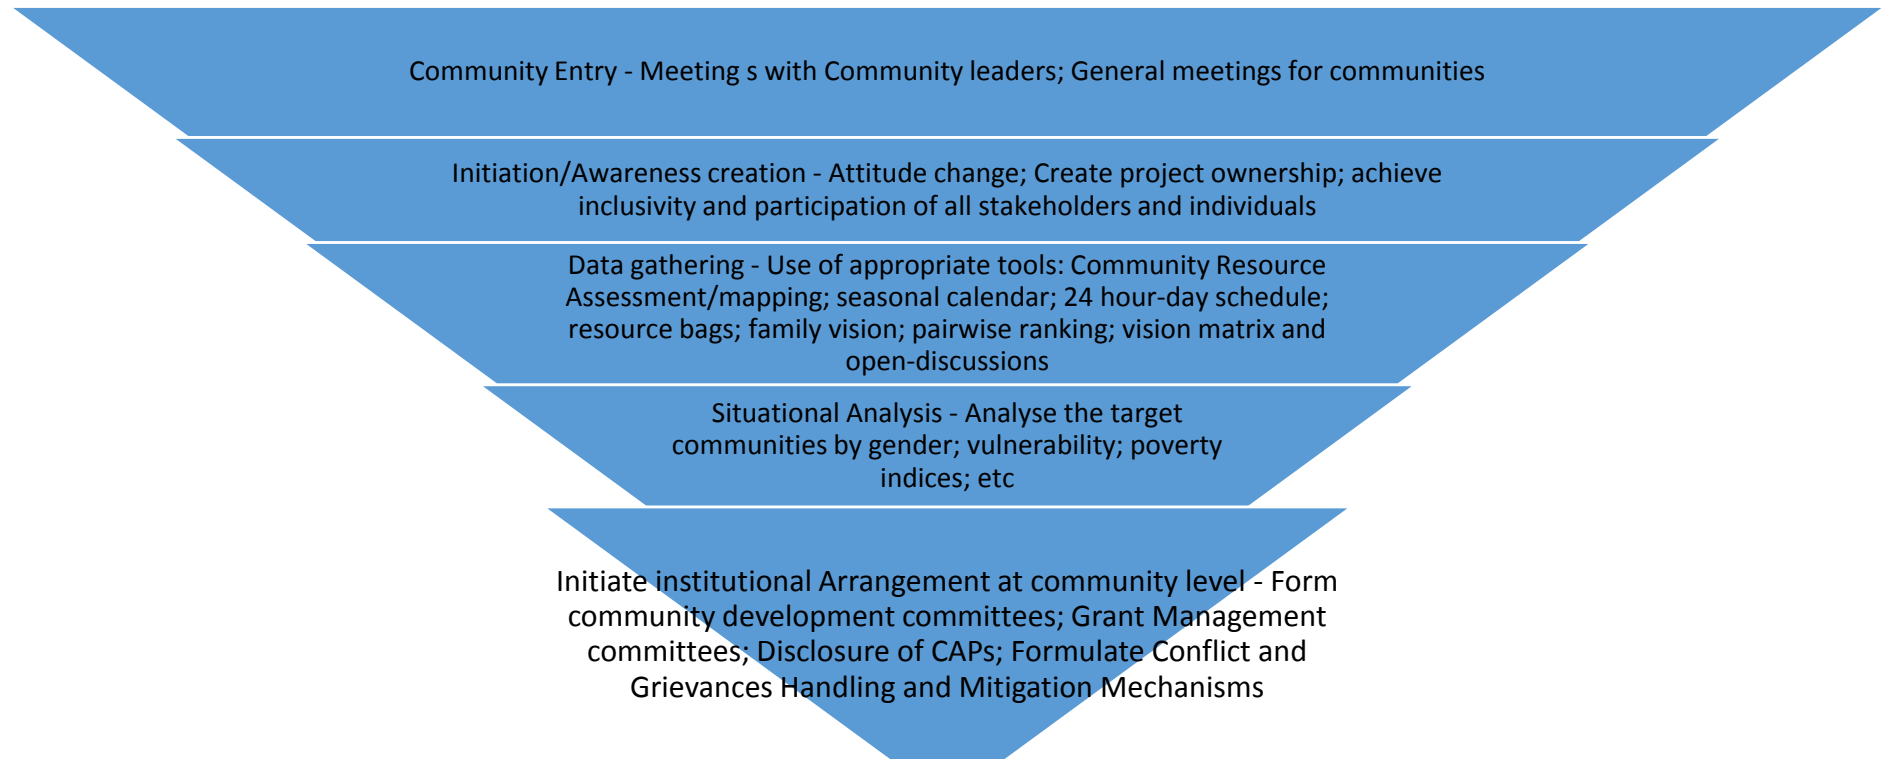 Community Entry - Meeting s with Community leaders; General meetings for communities
Initiation/Awareness creation - Attitude change; Create project ownership; achieve
inclusivity and participation of all stakeholders and individuals
Data gathering - Use of appropriate tools: Community Resource
Assessment/mapping; seasonal calendar; 24 hour-day schedule;
resource bags; family vision; pairwise ranking; vision matrix and
open-discussions
Situational Analysis - Analyse the target
communities by gender; vulnerability; poverty
indices; etc
Initiate institutional Arrangement at community level - Form
community development committees; Grant Management
committees; Disclosure of CAPs; Formulate Conflict and
Grievances Handling and Mitigation Mechanisms